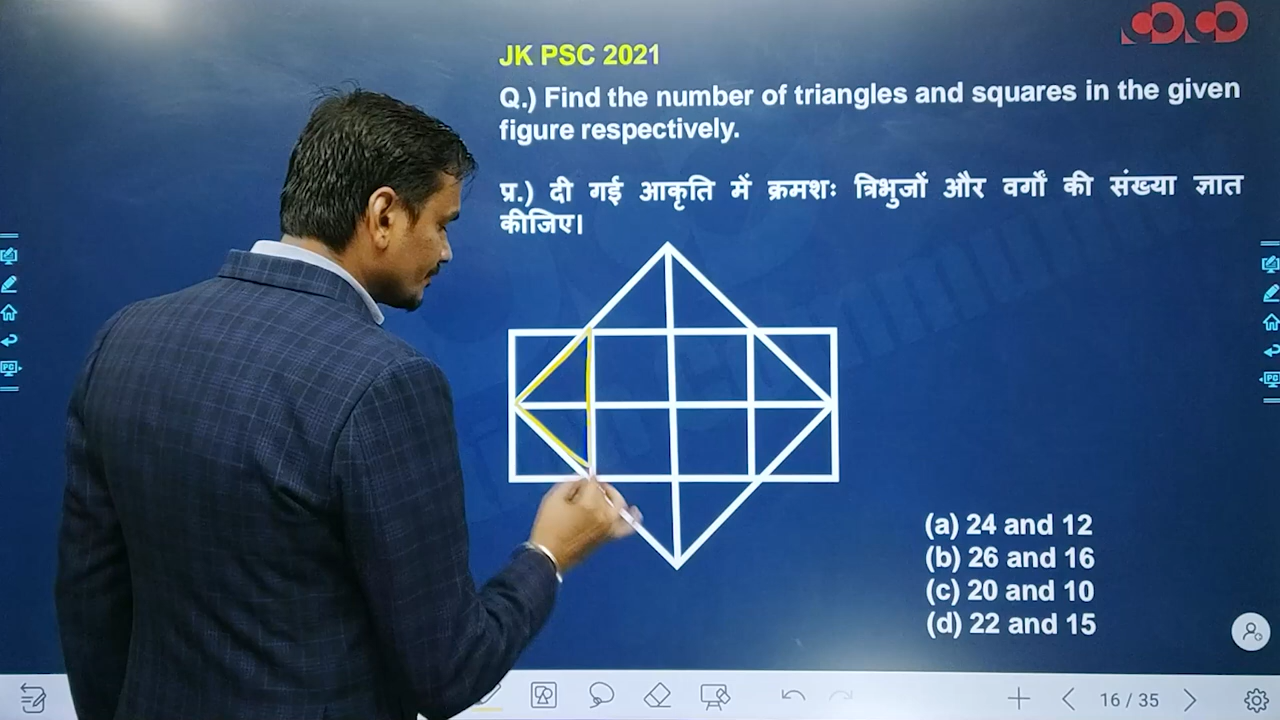 JK PSC 2021
Q.) Find the number of triangles and squares in the given
figure respectively.
प्र.) दी गई आकृति में क्रमशः त्रिभुजों और वर्गों की संख्या ज्ञात
कीजिए।
(a) 24 and 12
(b) 26 and 16
(c) 20 and 10
(d) 22 and 15
16 / 35